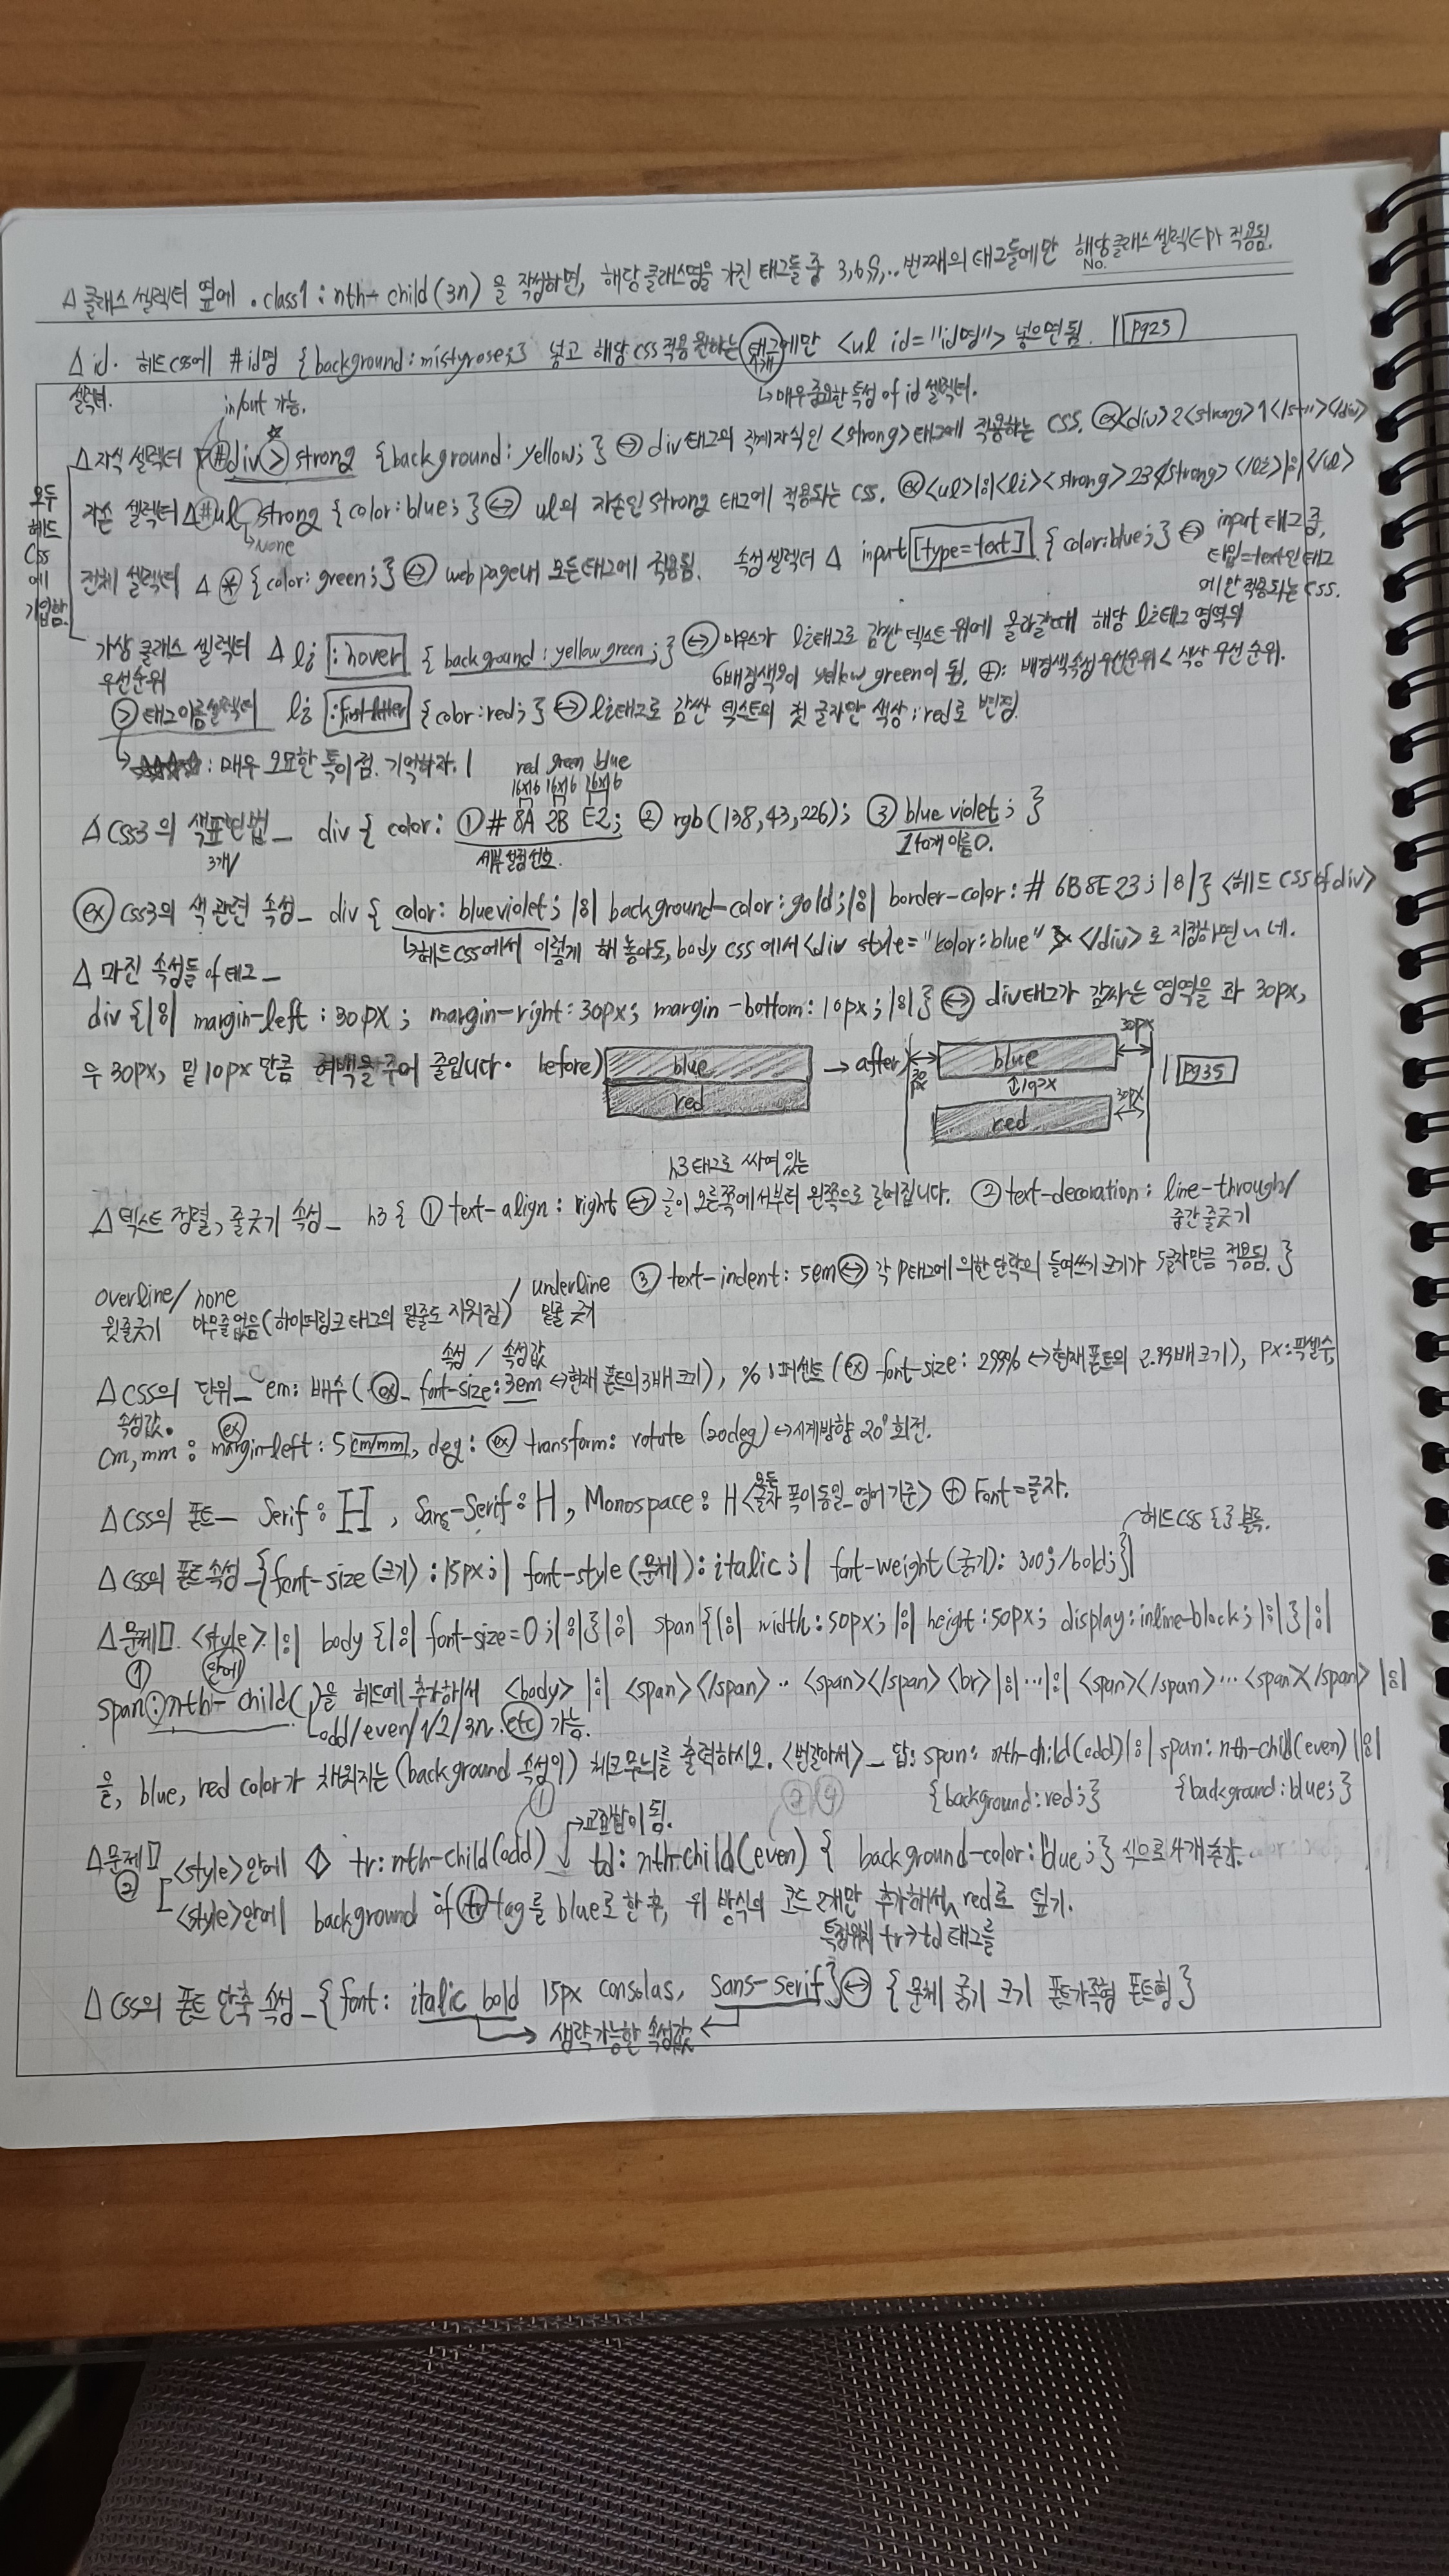 △ 클래스 셀렉터 옆에 .class1:nth-child(3n) 을 작성하면, 해당 클래스명을 가진 태그들 중 3,6,9,.. 번째의 태그들에만 해당 클래스 셀렉터가 적용됨.
No.
△ id. 헤드 css에 #id명 {background: mistyrose;} 넣고 해당 css 적용 원하는 태그에만 <ul id="id명"> 넣으면 됨. | pg25
셀렉터.
1개
↳ 매우 중요한 특성 of id 셀렉터.
in/out 가능.
모두 헤드 Css에 기입함.
△ 자식 셀렉터 #div > strong {background: yellow;} ↔ div태그의 직계자식인 <strong>태그에 적용하는 CSS. ex <div>2<strong>1</st"></div>
자손 셀렉터 △ #ul strong {color: blue;} ↔ ul의 자손인 strong 태그에 적용되는 css. ex <ul>|:|<li><strong>23</strong></li>|:|</ul>
↳ None
전체 셀렉터 △ * {color: green;} ↔ web page내 모든태그에 적용됨. 속성 셀렉터 △ input [type=text] {color:blue;} ↔ input 태그 중,
타입=text인 태그
에만 적용되는 CSS.
가상 클래스 셀렉터 △ li :hover {background: yellowgreen;} ↔ 마우스가 li태그로 감싼 텍스트 위에 올라갈때 해당 li태그 영역의
우선순위
배경색이 yellow green이 됨. ⊕: 배경색속성 우선순위 < 색상 우선순위.
> 태그이름셀렉터 li :first-letter {color:red;} ↔ li태그로 감싼 텍스트의 첫 글자만 색상: red로 변경
↳ ☆☆☆☆: 매우 오묘한 특이점. 기억하자. |
red green blue
16x16 16x16 16x16
△ Css3의 색표현법_ div { color: ① #8A 2B E2; ② rgb(138,43,226); ③ blue violet; }
3개/
세부설정선호.
140개 이름o.
ex Css3의 색 관련 속성_ div { color: blueviolet; |:| background-color: gold; |:| border-color: #6B8E23; |:| } <헤드 CSS of div>
↳ 헤드 CSS에서 이렇게 해 놓아도, body css 에서 <div style="color:blue"></div>로 지정하면
△ 마진 속성들 of 태그_
div {|:| margin-left: 30px; margin-right: 30px; margin-bottom: 10px; |:|} ↔ div태그가 감싸는 영역을 좌 30px,
우 30px, 밑 10px 만큼 여백을 주어 줄입니다. before) blue → after) blue | pg35
red 30px 10px red 30px 30px
h3 태그로 싸여 있는
△ 텍스트 정렬, 줄긋기 속성_ h3 { ① text-align: right ↔ 글이 오른쪽에서부터 왼쪽으로 길어집니다. ② text-decoration: line-through/
중간 줄긋기
overline/ none / underline ③ text-indent: 5em ↔ 각 P태그에 의한 단락의 들여쓰기 크기가 5글자만큼 적용됨. }
윗줄긋기 아무줄없음(하이퍼링크 태그의 밑줄도 지워짐) 밑줄 긋기
속성 / 속성값
△ CSS의 단위_ em: 배수 (ex_ font-size: 3em ↔ 현재 폰트의 3배 크기), %: 퍼센트 (ex font-size: 299% ↔ 현재폰트의 2.99배 크기), px: 픽셀수,
속성값. ex
cm, mm: margin-left: 5 cm/mm, deg: ex transform: rotate (20deg) ↔ 시계방향 20° 회전.
△ CSS의 폰트_ Serif: H, Sans-Serif: H, Monospace: H <모든 글자 폭이 동일_영어 기준> ⊕ Font = 글자.
헤드 CSS {} 블록.
△ CSS의 폰트 속성_ {font-size (크기): 15px; | font-style (문체): italic; | font-weight (굵기): 300;/bold;}
△ 문제①. <style>. |:| body {|:| font-size=0; |:|} |:| span {|:| width: 50px; |:| height: 50px; display: inline-block; |:|} |:|
안에
span:nth-child( )을 헤드에 추가해서 <body> |:| <span></span> .. <span></span> <br> |:| ... |:| <span></span> ... <span></span> |:|
odd/even/1/2/3n. etc 가능.
을, blue, red color가 채워지는 (background 속성의) 체크무늬를 출력하시오. <번갈아서>_ 답: span: nth-child(odd) |:| span: nth-child(even) |:|
{background: red;} {background: blue;}
→ 교집합이 됨.
△ 문제② <style>안에 tr: nth-child(odd) ↓ td: nth-child(even) { background-color: blue; } 식으로 4개 추가.
<style>안에 background of tr tag를 blue로 한 후, 위 방식의 코드 2개만 추가해서, red로 덮기.
특정위치 tr→td 태그를
△ Css의 폰트 단축 속성_ {font: italic bold 15px consolas, sans-serif} ↔ {문체 굵기 크기 폰트가족형 폰트형}
→ 생략가능한 속성값 ←